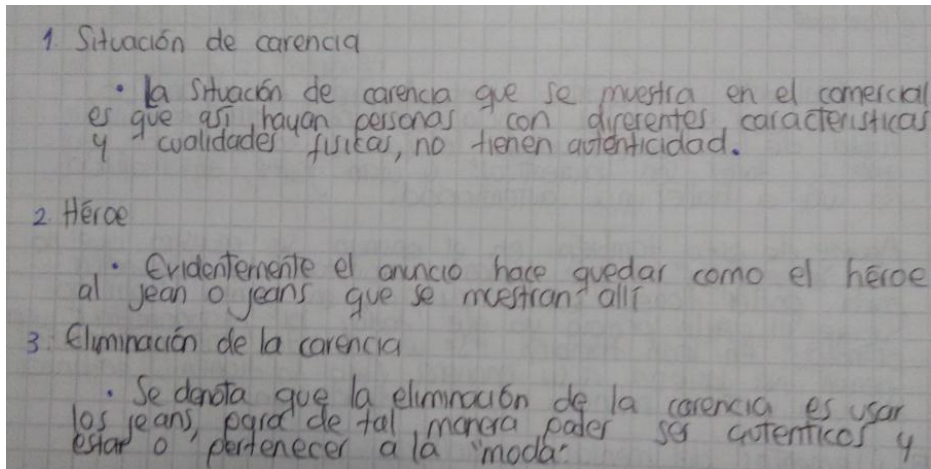 1. Situación de carencia
• la situación de carencia que se muestra en el comercial
es que así hayan personas con diferentes características
y cualidades físicas, no tienen autenticidad.
2. Héroe
• Evidentemente el anuncio hace quedar como el héroe
al jean o jeans que se muestran allí
3. Eliminación de la carencia
• Se denota que la eliminación de la carencia es usar
los jeans, para de tal manera poder ser autenticos y
estar o pertenecer a la "moda".